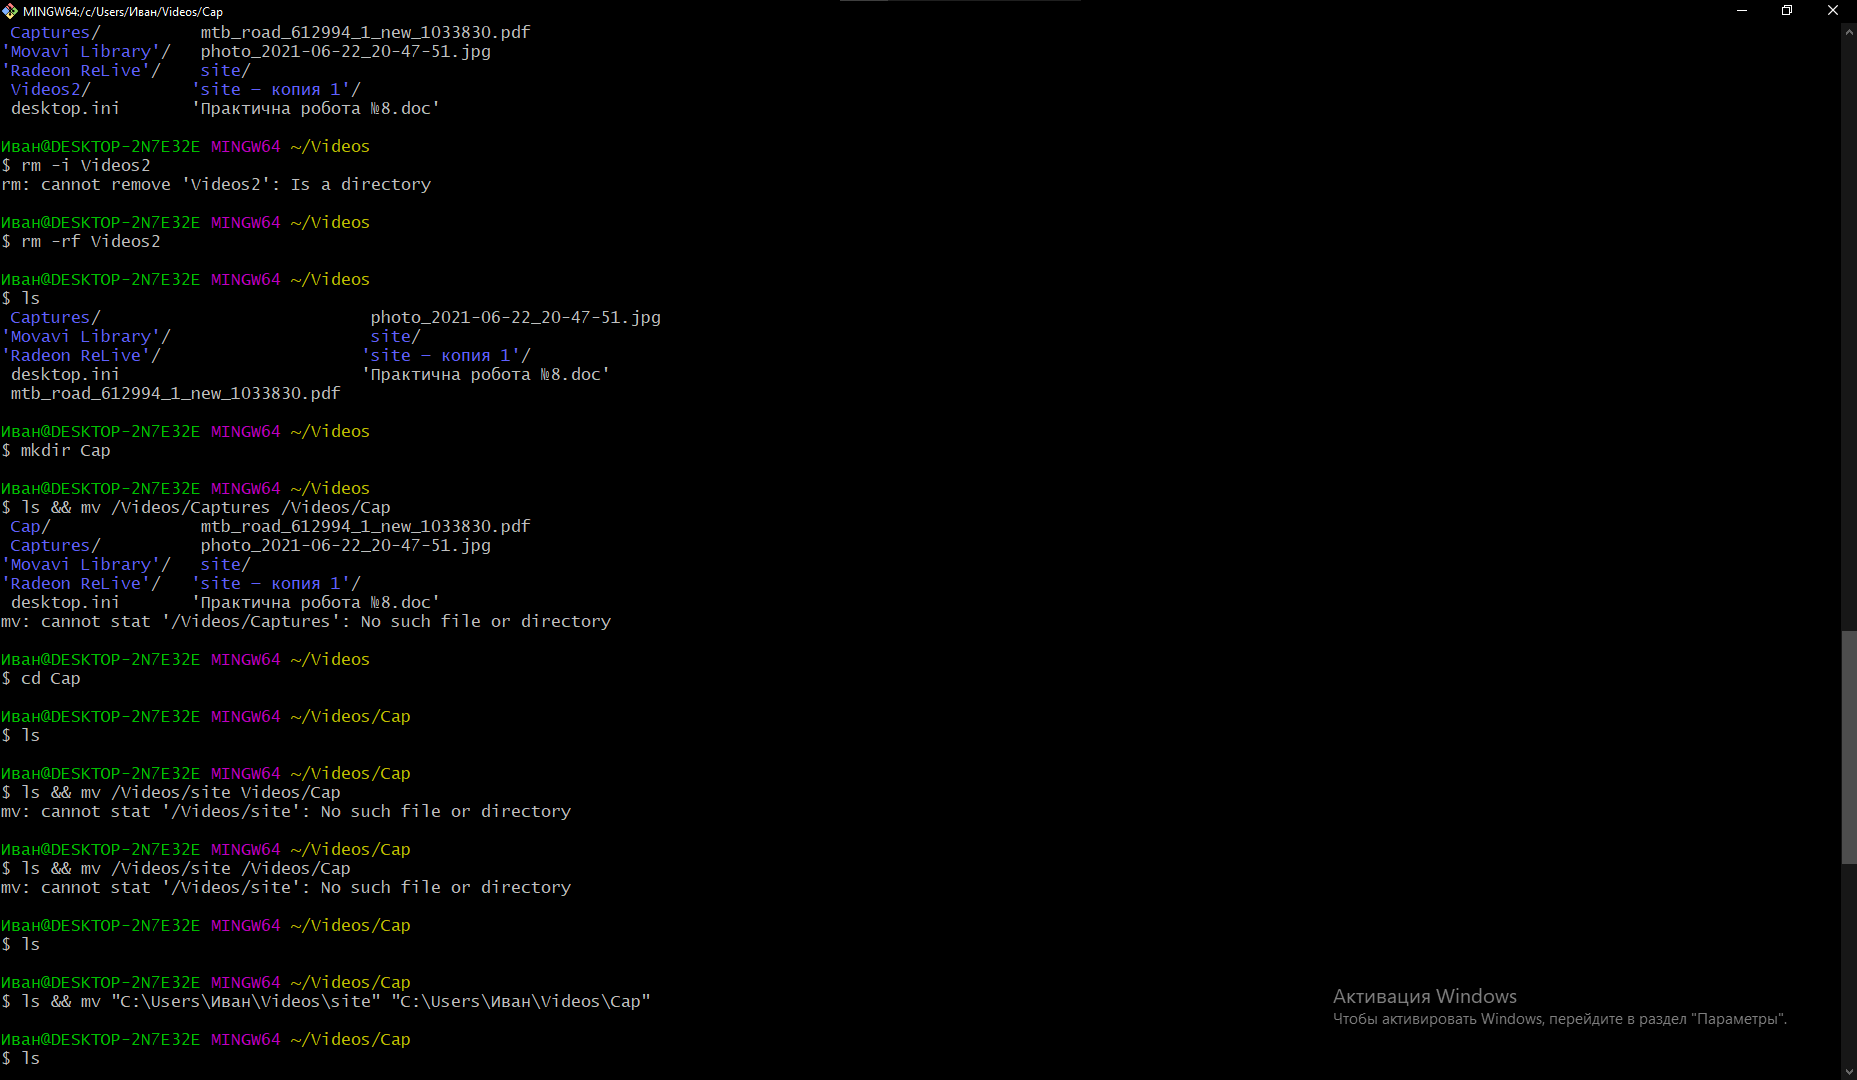 MINGW64:/c/Users/Иван/Videos/Cap
Captures/ mtb_road_612994_1_new_1033830.pdf
'Movavi Library'/ photo_2021-06-22_20-47-51.jpg
'Radeon ReLive'/ site/
Videos2/ 'site — копия 1'/
desktop.ini 'Практична робота №8.doc'
Иван@DESKTOP-2N7E32E MINGW64 ~/Videos
$ rm -i Videos2
rm: cannot remove 'Videos2': Is a directory
Иван@DESKTOP-2N7E32E MINGW64 ~/Videos
$ rm -rf Videos2
Иван@DESKTOP-2N7E32E MINGW64 ~/Videos
$ ls
Captures/ photo_2021-06-22_20-47-51.jpg
'Movavi Library'/ site/
'Radeon ReLive'/ 'site — копия 1'/
desktop.ini 'Практична робота №8.doc'
mtb_road_612994_1_new_1033830.pdf
Иван@DESKTOP-2N7E32E MINGW64 ~/Videos
$ mkdir Cap
Иван@DESKTOP-2N7E32E MINGW64 ~/Videos
$ ls && mv /Videos/Captures /Videos/Cap
Cap/ mtb_road_612994_1_new_1033830.pdf
Captures/ photo_2021-06-22_20-47-51.jpg
'Movavi Library'/ site/
'Radeon ReLive'/ 'site — копия 1'/
desktop.ini 'Практична робота №8.doc'
mv: cannot stat '/Videos/Captures': No such file or directory
Иван@DESKTOP-2N7E32E MINGW64 ~/Videos
$ cd Cap
Иван@DESKTOP-2N7E32E MINGW64 ~/Videos/Cap
$ ls
Иван@DESKTOP-2N7E32E MINGW64 ~/Videos/Cap
$ ls && mv /Videos/site Videos/Cap
mv: cannot stat '/Videos/site': No such file or directory
Иван@DESKTOP-2N7E32E MINGW64 ~/Videos/Cap
$ ls && mv /Videos/site /Videos/Cap
mv: cannot stat '/Videos/site': No such file or directory
Иван@DESKTOP-2N7E32E MINGW64 ~/Videos/Cap
$ ls
Иван@DESKTOP-2N7E32E MINGW64 ~/Videos/Cap
$ ls && mv "C:\Users\Иван\Videos\site" "C:\Users\Иван\Videos\Cap"
Иван@DESKTOP-2N7E32E MINGW64 ~/Videos/Cap
$ ls
Активация Windows
Чтобы активировать Windows, перейдите в раздел "Параметры".